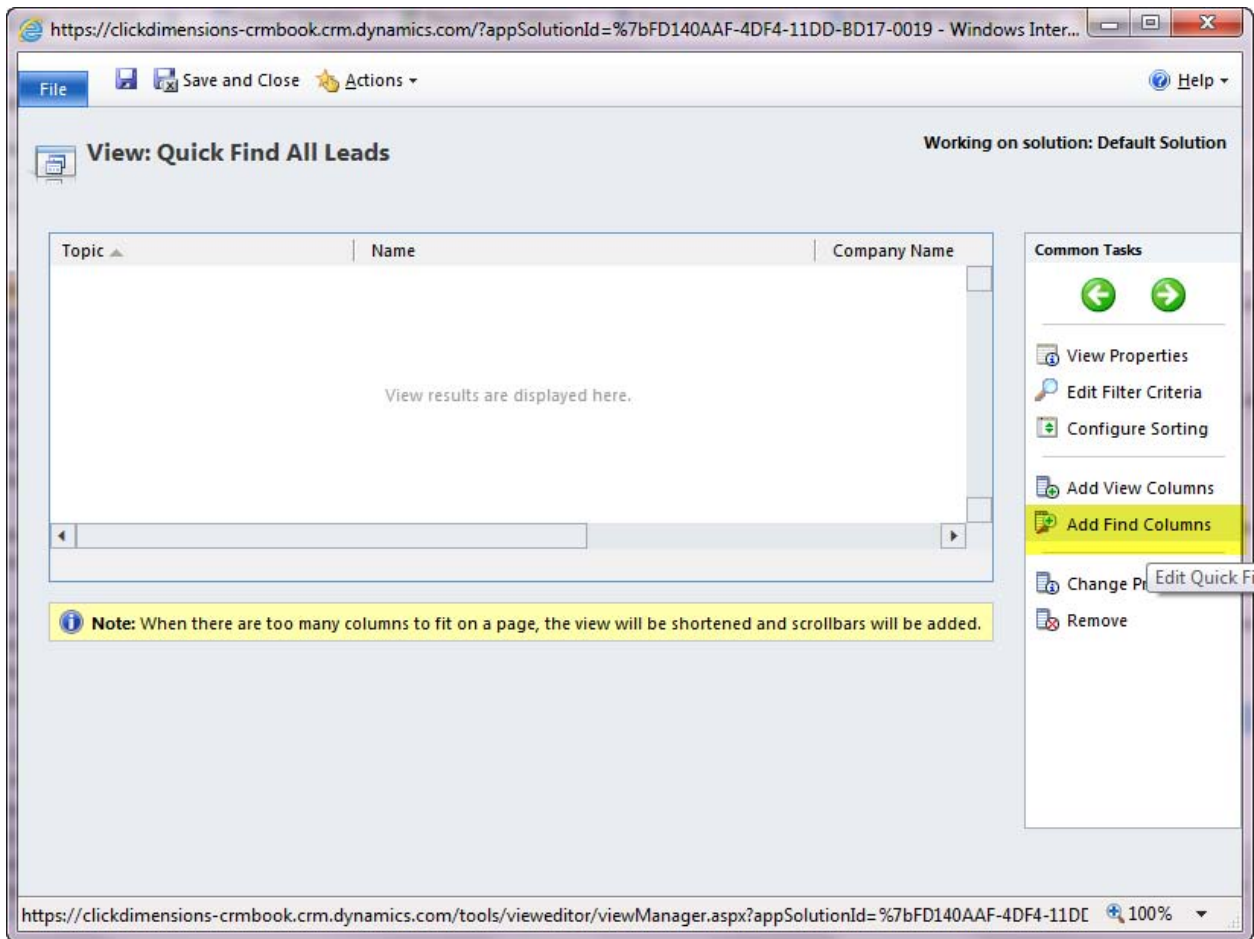 https://clickdimensions-crmbook.crm.dynamics.com/?appSolutionId=%7bFD140AAF-4DF4-11DD-BD17-0019 - Windows Inter...
File Save and Close Actions Help
View: Quick Find All Leads
Working on solution: Default Solution
Topic Name Company Name
View results are displayed here.
Note: When there are too many columns to fit on a page, the view will be shortened and scrollbars will be added.
Common Tasks
View Properties
Edit Filter Criteria
Configure Sorting
Add View Columns
Add Find Columns
Edit Quick Fi
Change Pr
Remove
https://clickdimensions-crmbook.crm.dynamics.com/tools/vieweditor/viewManager.aspx?appSolutionId=%7bFD140AAF-4DF4-11DE 100%